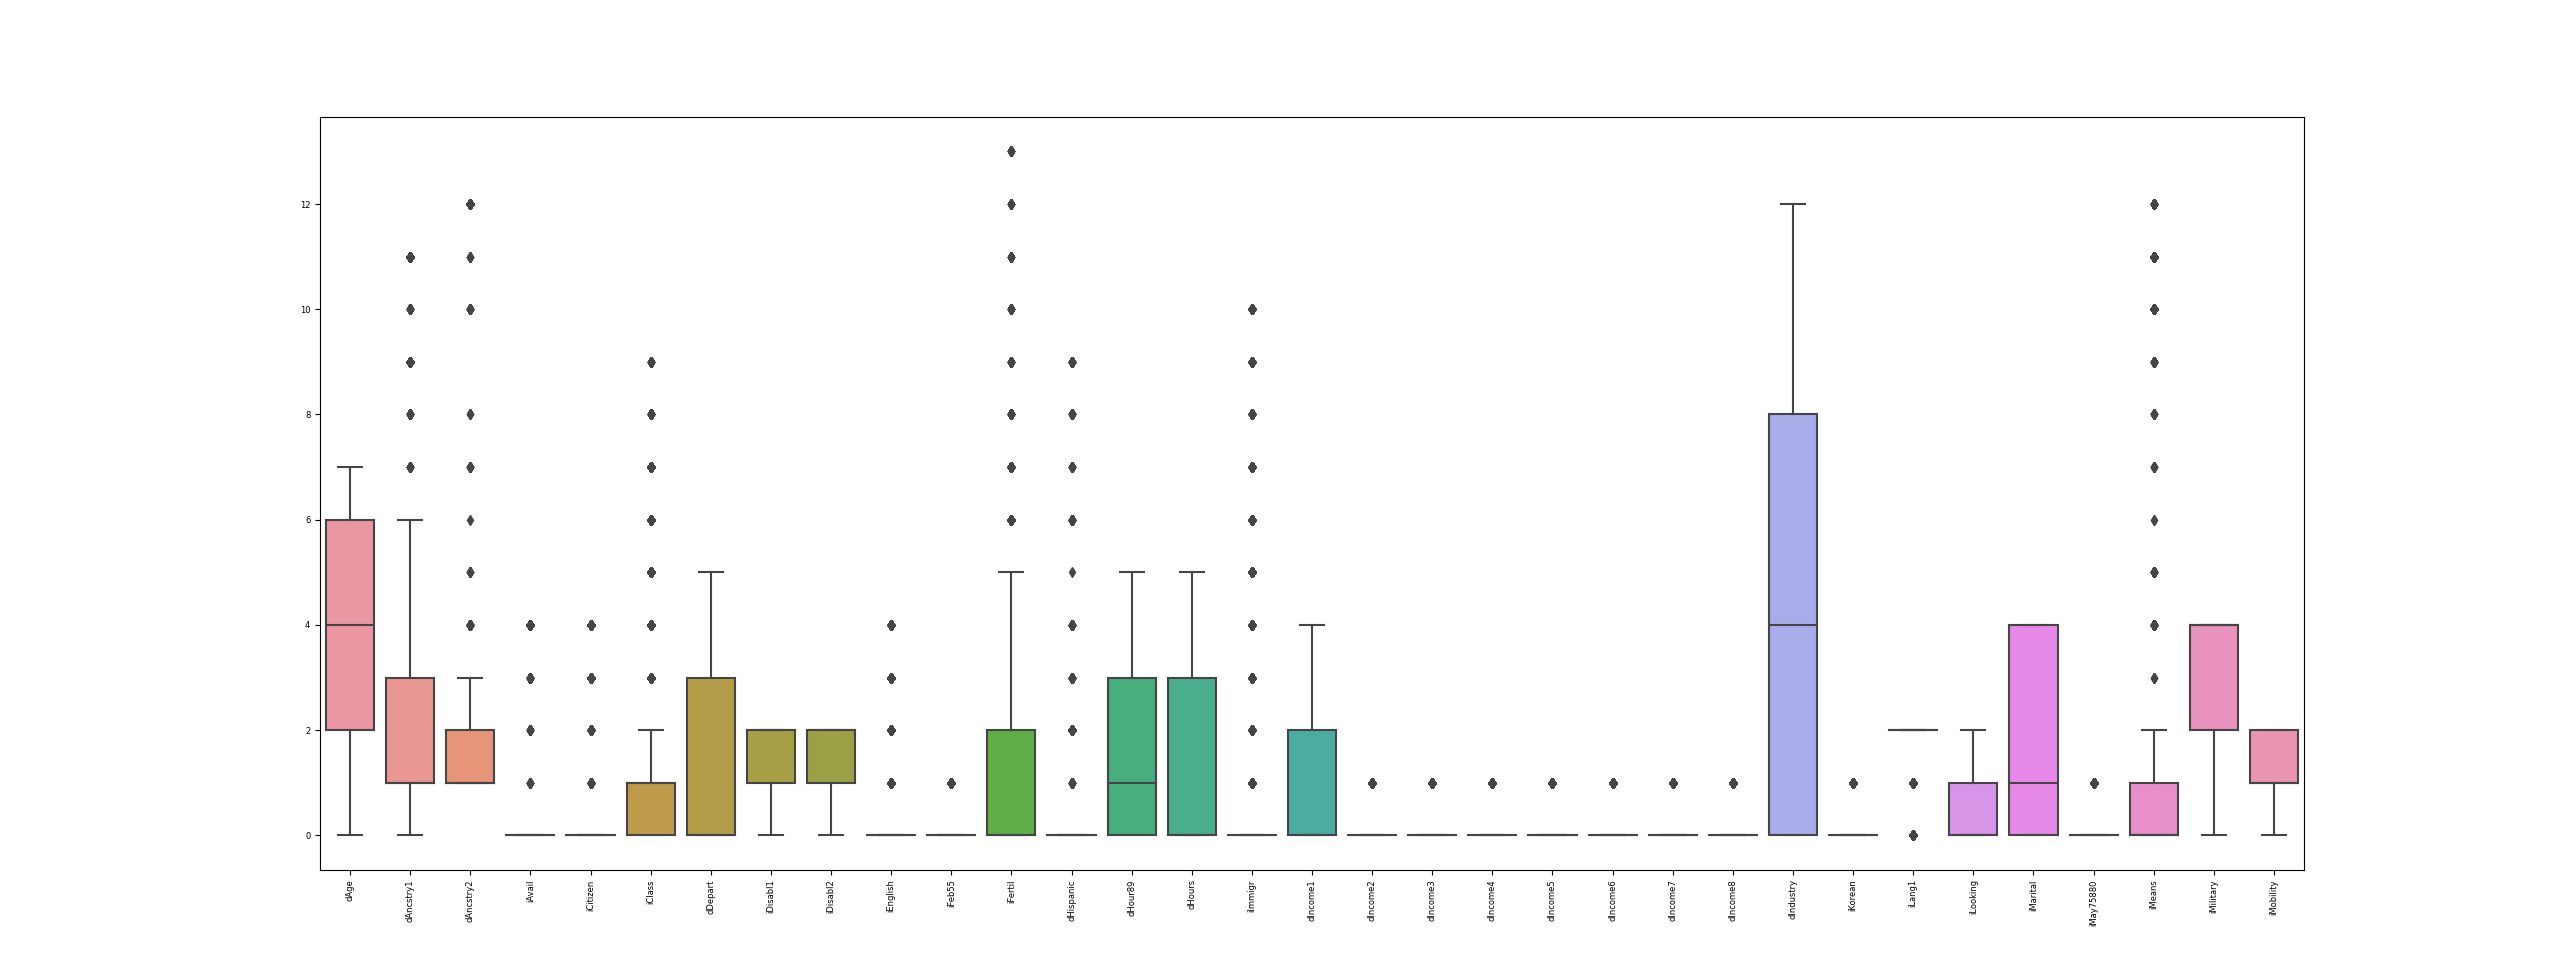 12
10
8
6
4
2
0
dAge
dAncstry1
dAncstry2
iAvail
iCitizen
iClass
dDepart
iDisabl1
iDisabl2
iEnglish
iFeb55
iFertil
dHispanic
dHour89
dHours
iImmigr
dIncome1
dIncome2
dIncome3
dIncome4
dIncome5
dIncome6
dIncome7
dIncome8
dIndustry
iKorean
iLang1
iLooking
iMarital
iMay75880
iMeans
iMilitary
iMobility